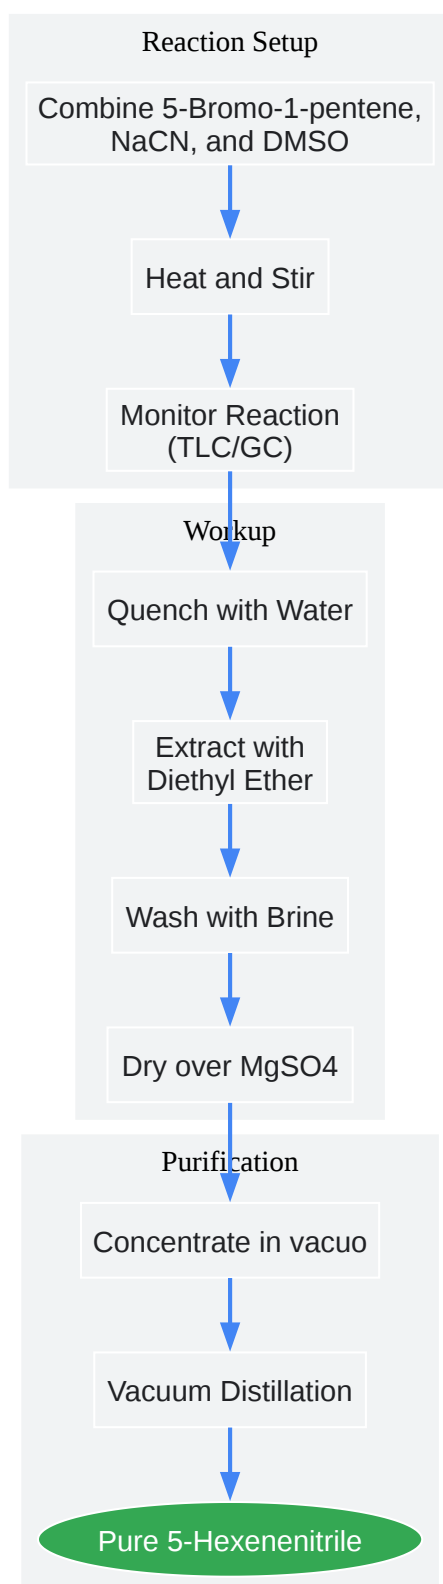 Reaction Setup
Combine 5-Bromo-1-pentene,
NaCN, and DMSO
Heat and Stir
Monitor Reaction
(TLC/GC)
Workup
Quench with Water
Extract with
Diethyl Ether
Wash with Brine
Dry over MgSO4
Purification
Concentrate in vacuo
Vacuum Distillation
Pure 5-Hexenenitrile